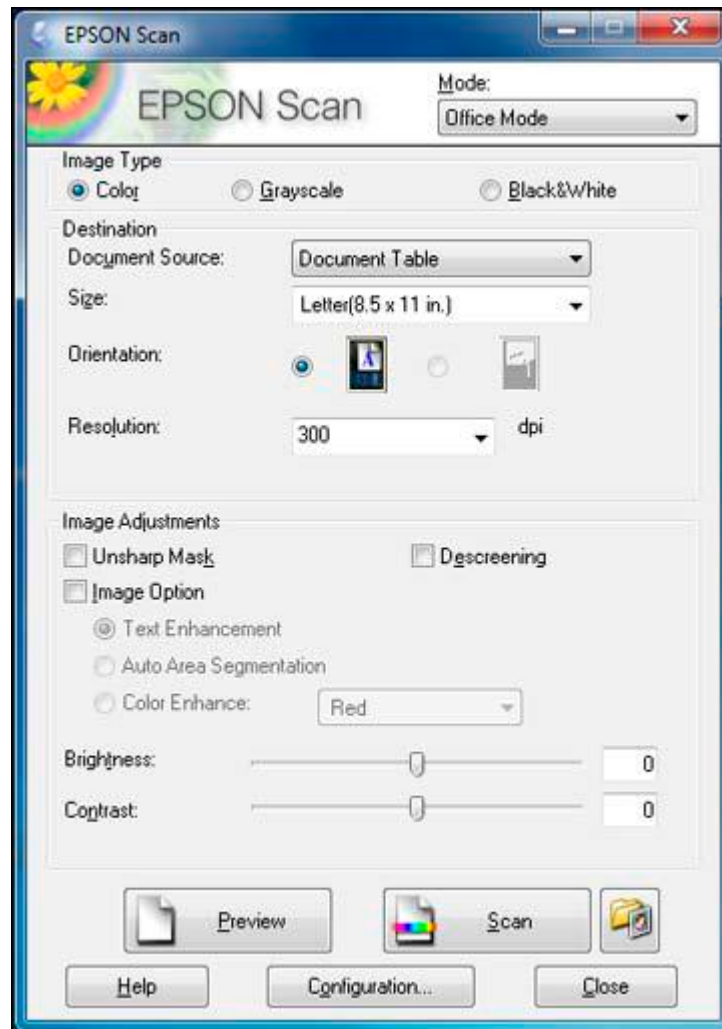 EPSON Scan
EPSON Scan
Mode:
Office Mode
Image Type
Color Grayscale Black&White
Destination
Document Source: Document Table
Size: Letter(8.5 x 11 in.)
Orientation:
Resolution: 300 dpi
Image Adjustments
Unsharp Mask Descreening
Image Option
Text Enhancement
Auto Area Segmentation
Color Enhance: Red
Brightness: 0
Contrast: 0
Preview Scan
Help Configuration... Close